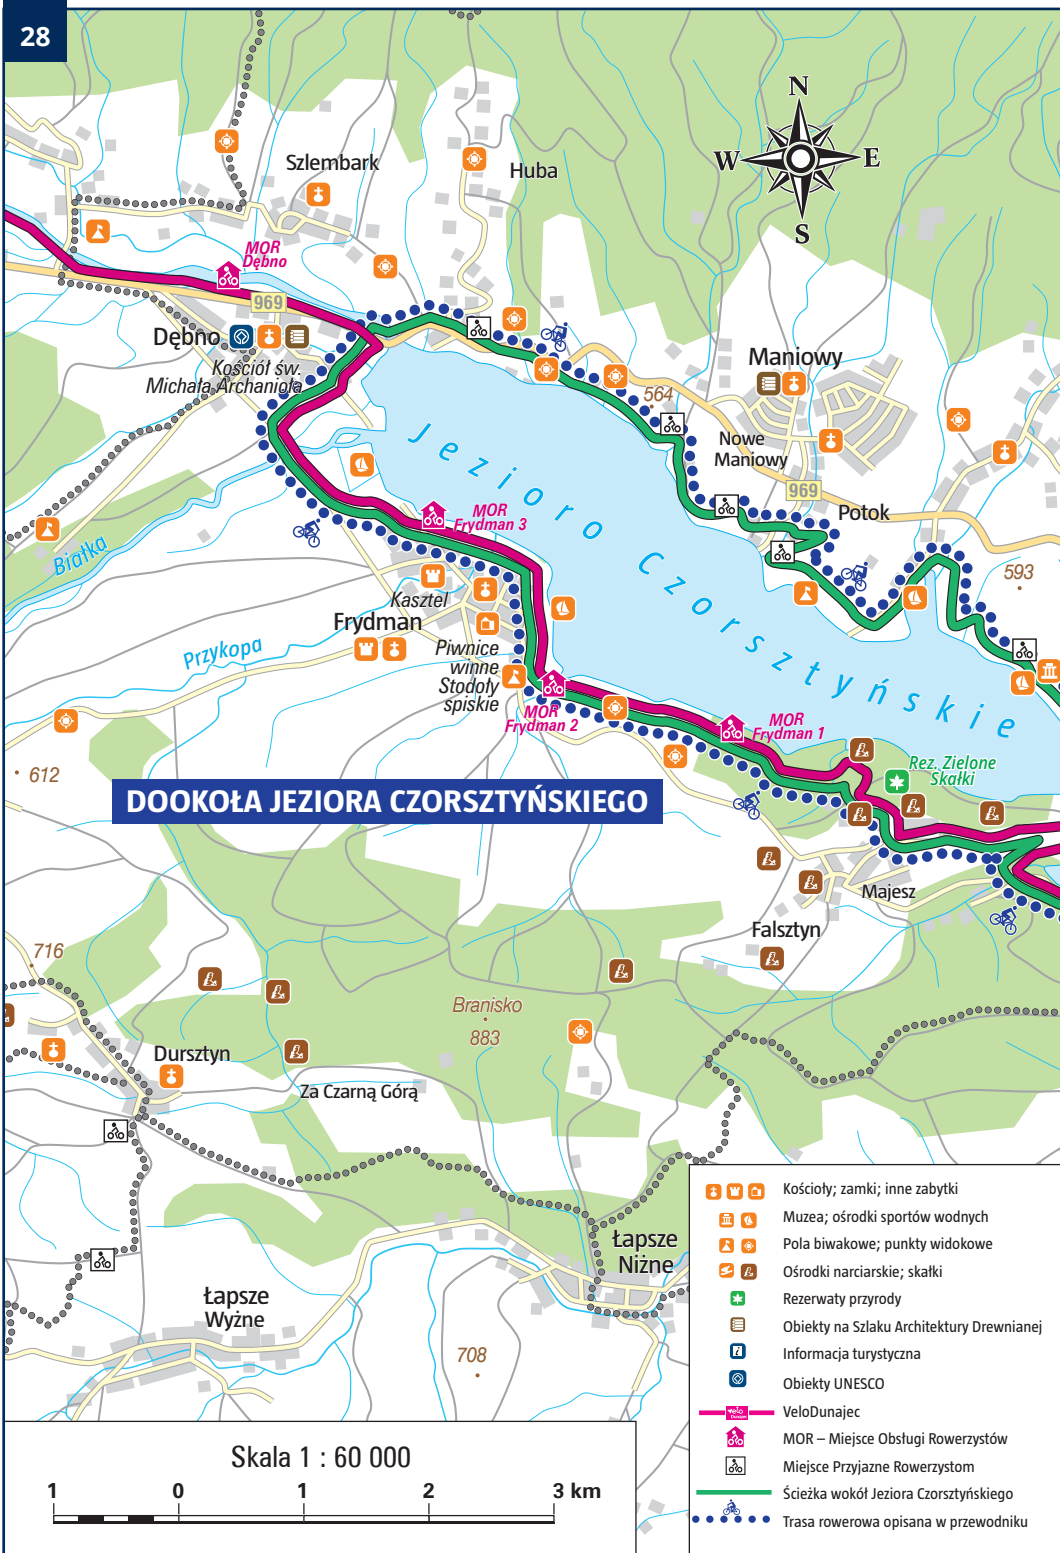 28
N
W
E
S
Szlembark
Huba
MOR
Dębno
969
Dębno
Kościół św.
Michała Archanioła
Maniowy
564
Nowe
Maniowy
969
Potok
593
Jezioro Czorsztyńskie
MOR
Frydman 3
Białka
Kasztel
Frydman
Przykopa
Piwnice
winne
Stodoły
spiskie
MOR
Frydman 2
MOR
Frydman 1
Rez. Zielone
Skałki
612
DOOKOŁA JEZIORA CZORSZTYŃSKIEGO
Majesz
Falsztyn
716
Branisko
883
Dursztyn
Za Czarną Górą
Łapsze
Niżne
Łapsze
Wyżne
708
Kościoły; zamki; inne zabytki
Muzea; ośrodki sportów wodnych
Pola biwakowe; punkty widokowe
Ośrodki narciarskie; skałki
Rezerwaty przyrody
Obiekty na Szlaku Architektury Drewnianej
Informacja turystyczna
Obiekty UNESCO
VeloDunajec
MOR – Miejsce Obsługi Rowerzystów
Miejsce Przyjazne Rowerzystom
Ścieżka wokół Jeziora Czorsztyńskiego
Trasa rowerowa opisana w przewodniku
Skala 1 : 60 000
1 0 1 2 3 km